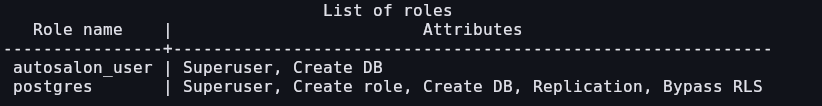 List of roles
   Role name    |                         Attributes
----------------+------------------------------------------------------------
 autosalon_user | Superuser, Create DB
 postgres       | Superuser, Create role, Create DB, Replication, Bypass RLS